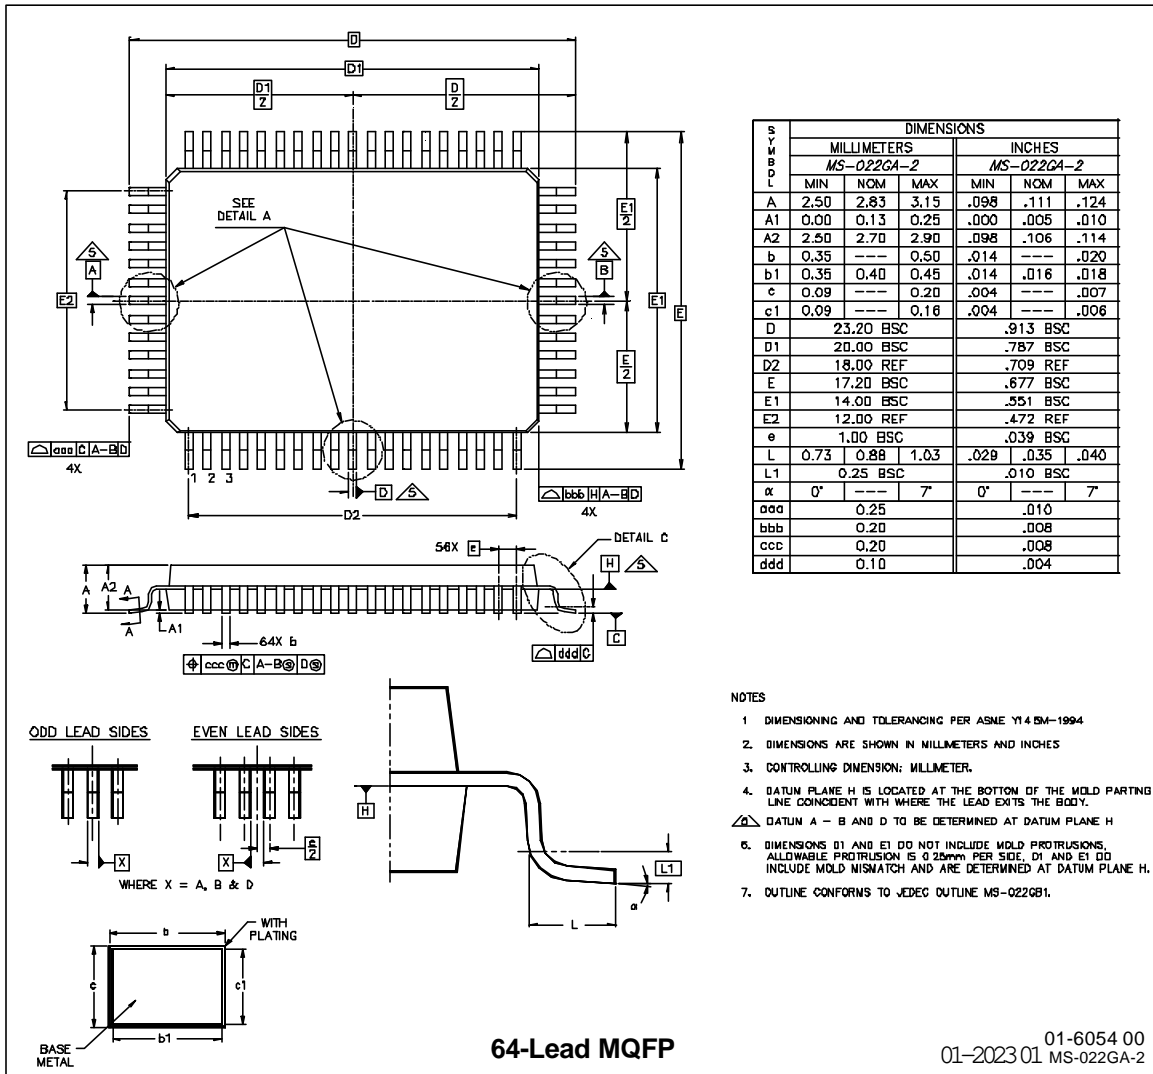 D
D1
D1
2
D
2
SEE
DETAIL A
5
A
5
B
E2
E1
2
E
2
E1
E
aaa C A-B D
4X
1 2 3
D 5
bbb H A-B D
4X
D2
56X e
DETAIL C
H 5
A
A2
A
A
A1
C
64X b
ddd C
ccc M C A-B S D S
SYMBOL
DIMENSIONS
MILLIMETERS INCHES
MS-022GA-2 MS-022GA-2
MIN NOM MAX MIN NOM MAX
A 2.50 2.83 3.15 .098 .111 .124
A1 0.00 0.13 0.25 .000 .005 .010
A2 2.50 2.70 2.90 .098 .106 .114
b 0.35 --- 0.50 .014 --- .020
b1 0.35 0.40 0.45 .014 .016 .018
c 0.09 --- 0.20 .004 --- .007
c1 0.09 --- 0.16 .004 --- .006
D 23.20 BSC .913 BSC
D1 20.00 BSC .787 BSC
D2 18.00 REF .709 REF
E 17.20 BSC .677 BSC
E1 14.00 BSC .551 BSC
E2 12.00 REF .472 REF
e 1.00 BSC .039 BSC
L 0.73 0.88 1.03 .029 .035 .040
L1 0.25 BSC .010 BSC
α 0° --- 7° 0° --- 7°
aaa 0.25 .010
bbb 0.20 .008
ccc 0.20 .008
ddd 0.10 .004
ODD LEAD SIDES
EVEN LEAD SIDES
X
X
e
2
WHERE X = A, B & D
H
L1
α
L
WITH
PLATING
b
c
c1
b1
BASE
METAL
NOTES
1 DIMENSIONING AND TOLERANCING PER ASME Y14 5M-1994
2. DIMENSIONS ARE SHOWN IN MILLIMETERS AND INCHES
3. CONTROLLING DIMENSION: MILLIMETER.
4. DATUM PLANE H IS LOCATED AT THE BOTTOM OF THE MOLD PARTING
LINE COINCIDENT WITH WHERE THE LEAD EXITS THE BODY.
DATUM A - B AND D TO BE DETERMINED AT DATUM PLANE H
6. DIMENSIONS D1 AND E1 DO NOT INCLUDE MOLD PROTRUSIONS,
ALLOWABLE PROTRUSION IS 0 25mm PER SIDE, D1 AND E1 DO
INCLUDE MOLD MISMATCH AND ARE DETERMINED AT DATUM PLANE H.
7. OUTLINE CONFORMS TO JEDEC OUTLINE MS-022GB1.
64-Lead MQFP
01-6054 00
01-2023 01 MS-022GA-2